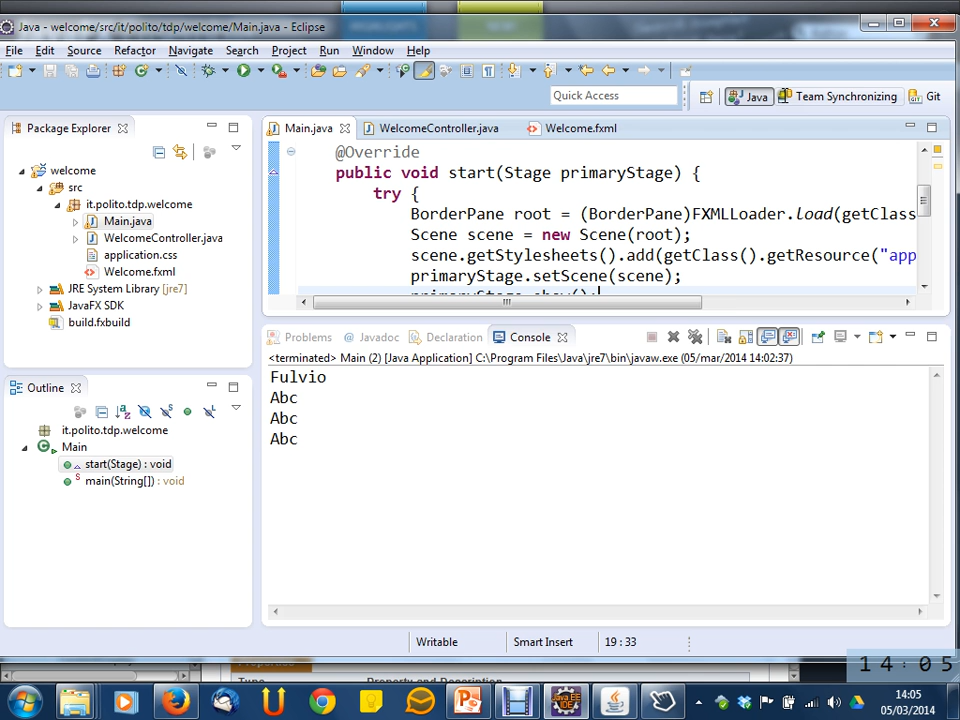 Java - welcome/src/it/polito/tdp/welcome/Main.java - Eclipse
File Edit Source Refactor Navigate Search Project Run Window Help
Quick Access
Java Team Synchronizing Git
Package Explorer
welcome
src
it.polito.tdp.welcome
Main.java
WelcomeController.java
application.css
Welcome.fxml
JRE System Library [jre7]
JavaFX SDK
build.fxbuild
Outline
it.polito.tdp.welcome
Main
start(Stage) : void
main(String[]) : void
Main.java WelcomeController.java Welcome.fxml
@Override
public void start(Stage primaryStage) {
try {
BorderPane root = (BorderPane)FXMLLoader.load(getClass
Scene scene = new Scene(root);
scene.getStylesheets().add(getClass().getResource("app
primaryStage.setScene(scene);
primaryStage.show();
Problems Javadoc Declaration Console
<terminated> Main (2) [Java Application] C:\Program Files\Java\jre7\bin\javaw.exe (05/mar/2014 14:02:37)
Fulvio
Abc
Abc
Abc
Writable Smart Insert 19 : 33
14:05
Type Property and Description
14:05
05/03/2014